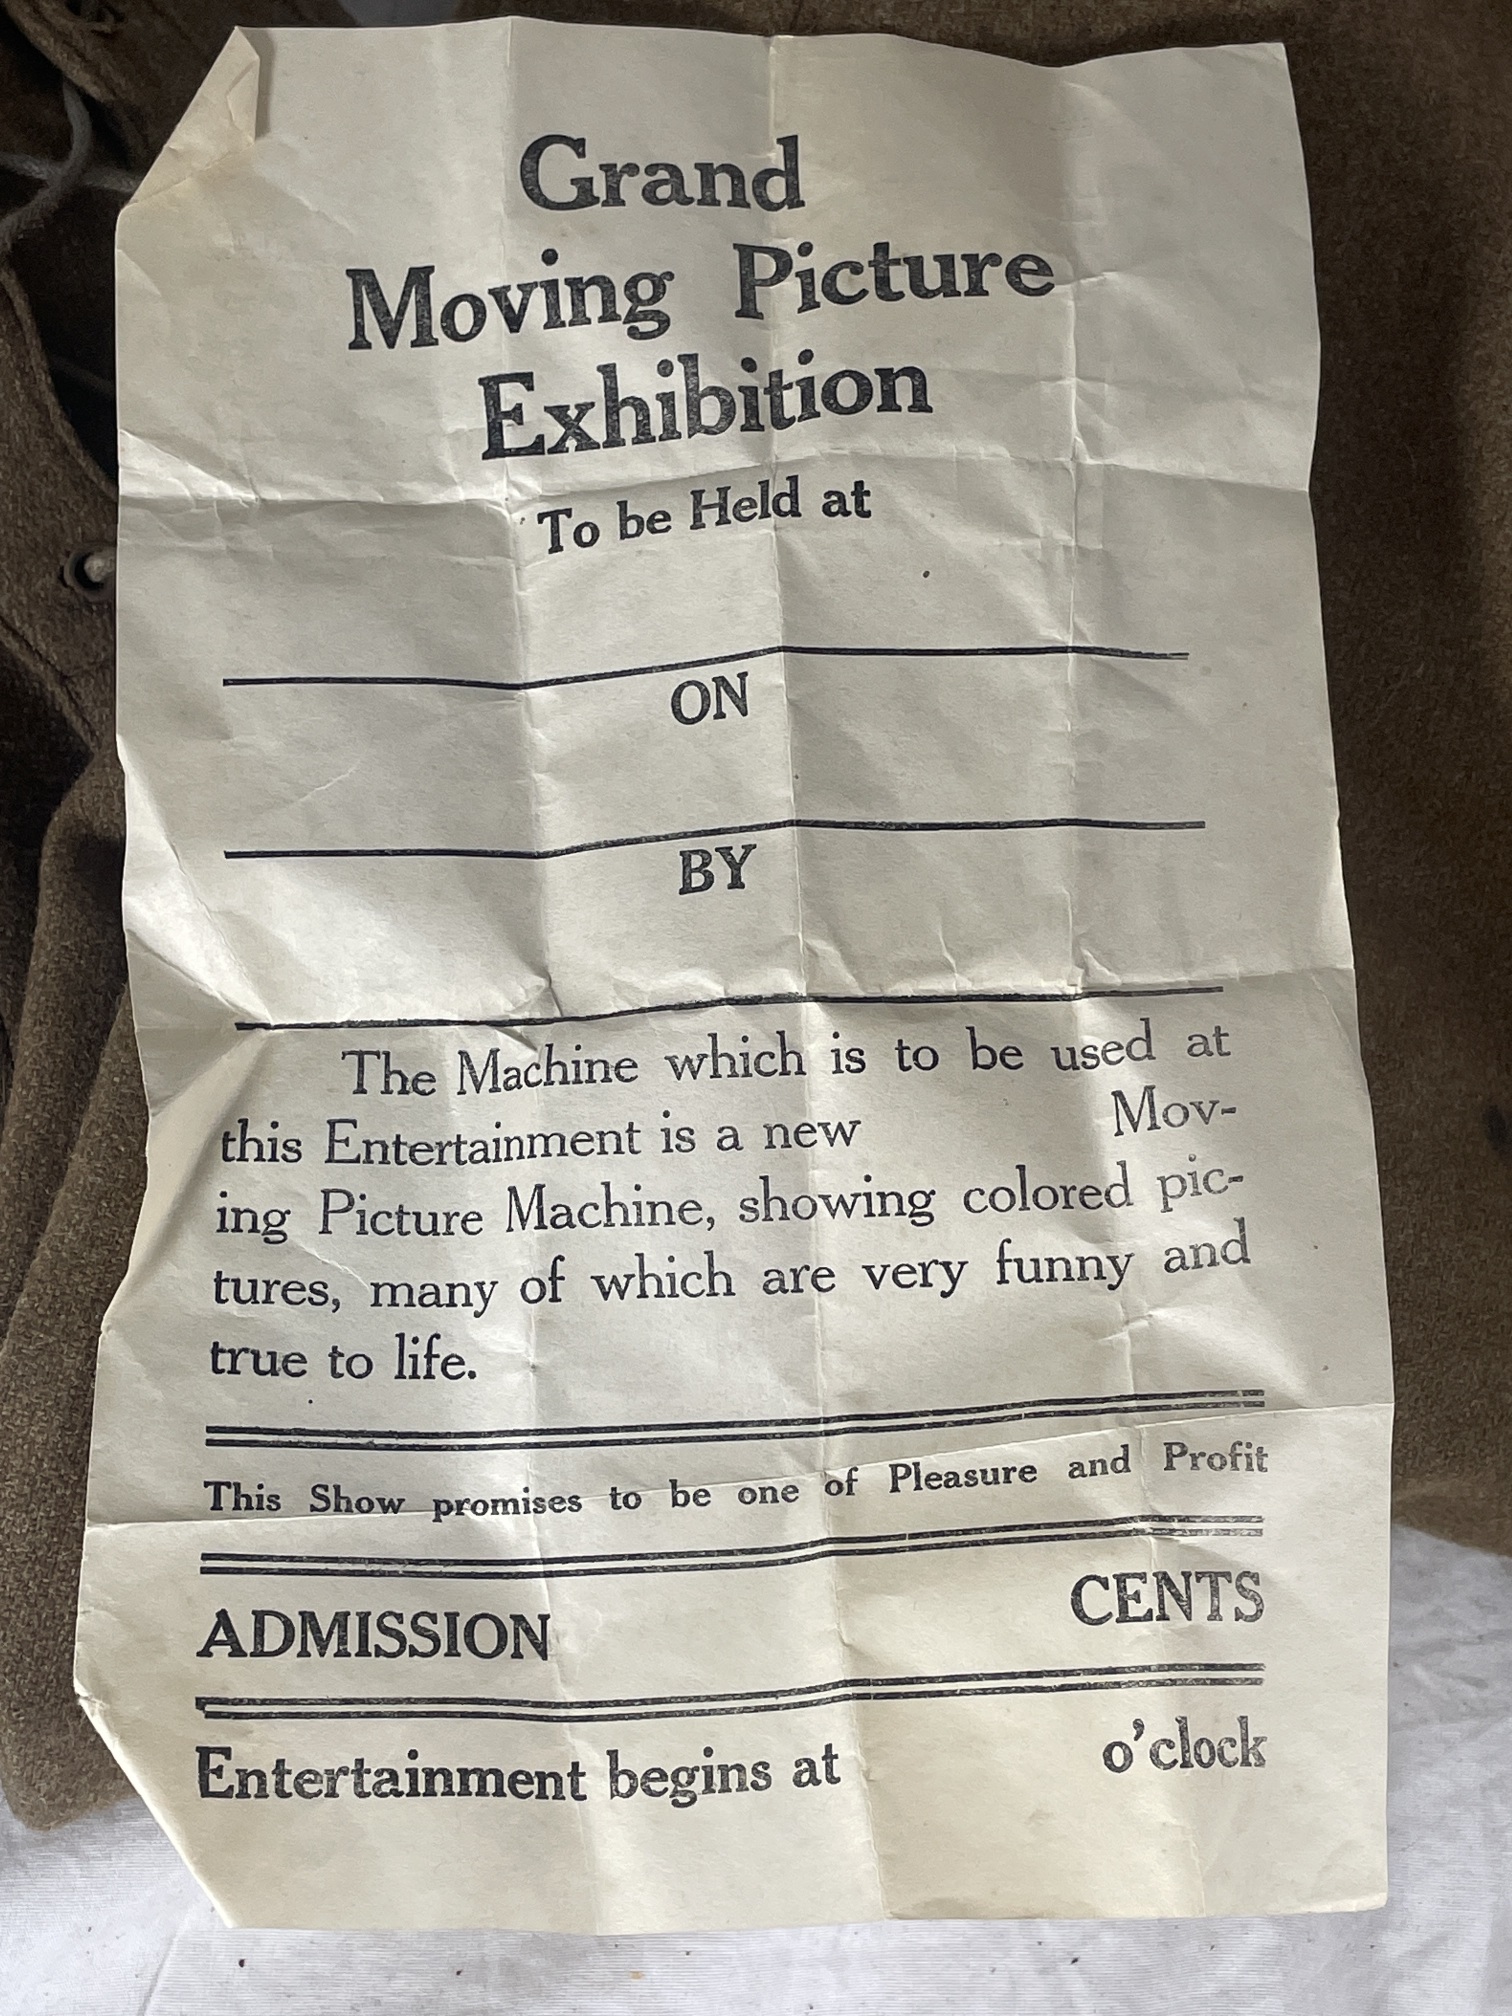 Grand
Moving Picture
Exhibition
To be Held at
ON
BY
The Machine which is to be used at
this Entertainment is a new Mov-
ing Picture Machine, showing colored pic-
tures, many of which are very funny and
true to life.
This Show promises to be one of Pleasure and Profit
ADMISSION CENTS
Entertainment begins at o'clock